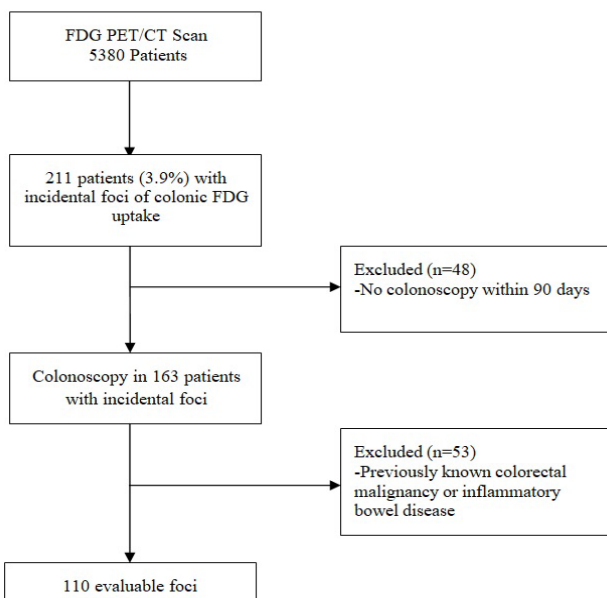 FDG PET/CT Scan
5380 Patients
211 patients (3.9%) with
incidental foci of colonic FDG
uptake
Excluded (n=48)
-No colonoscopy within 90 days
Colonoscopy in 163 patients
with incidental foci
Excluded (n=53)
-Previously known colorectal
malignancy or inflammatory
bowel disease
110 evaluable foci